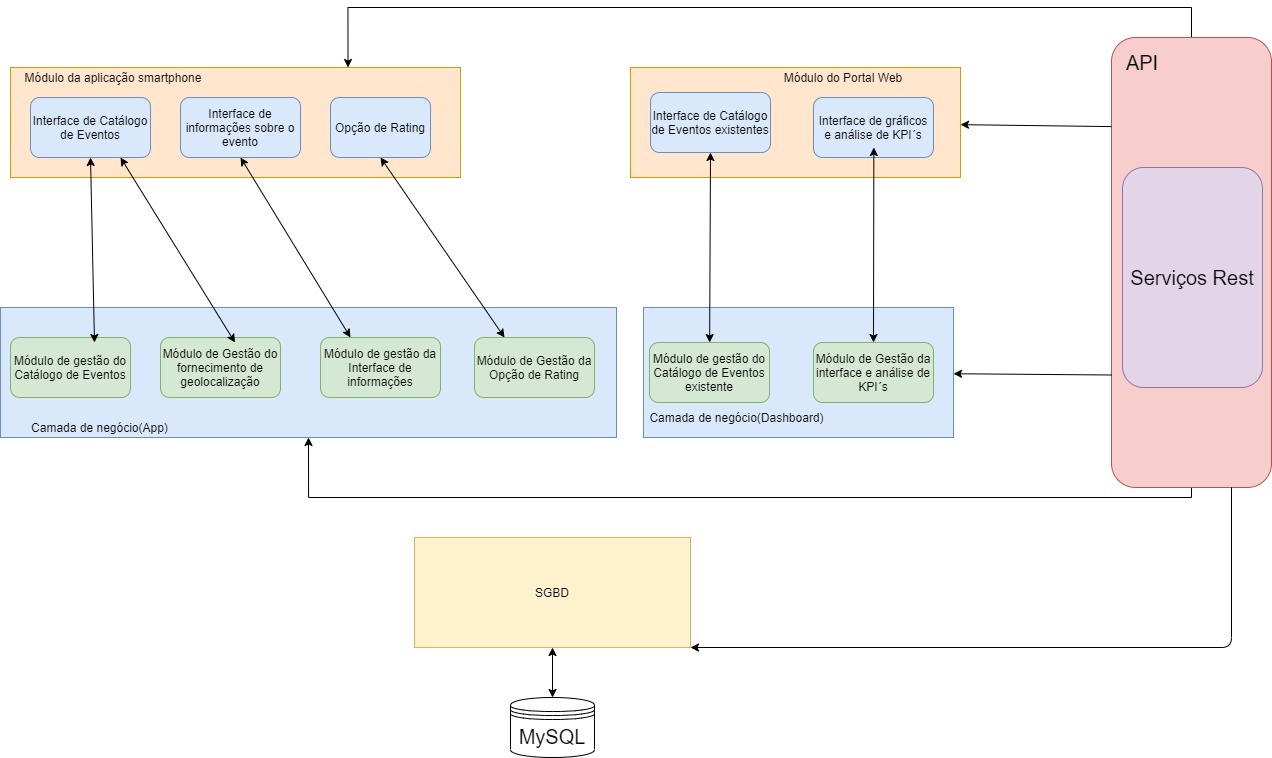 API
Módulo da aplicação smartphone
Módulo do Portal Web
Interface de Catálogo
de Eventos
Interface de
informações sobre o
evento
Opção de Rating
Interface de Catálogo
de Eventos existentes
Interface de gráficos
e análise de KPI´s
Serviços Rest
Módulo de gestão do
Catálogo de Eventos
Módulo de Gestão do
fornecimento de
geolocalização
Módulo de gestão da
Interface de
informações
Módulo de Gestão da
Opção de Rating
Módulo de gestão do
Catálogo de Eventos
existente
Módulo de Gestão da
interface e análise de
KPI´s
Camada de negócio(App)
Camada de negócio(Dashboard)
SGBD
MySQL